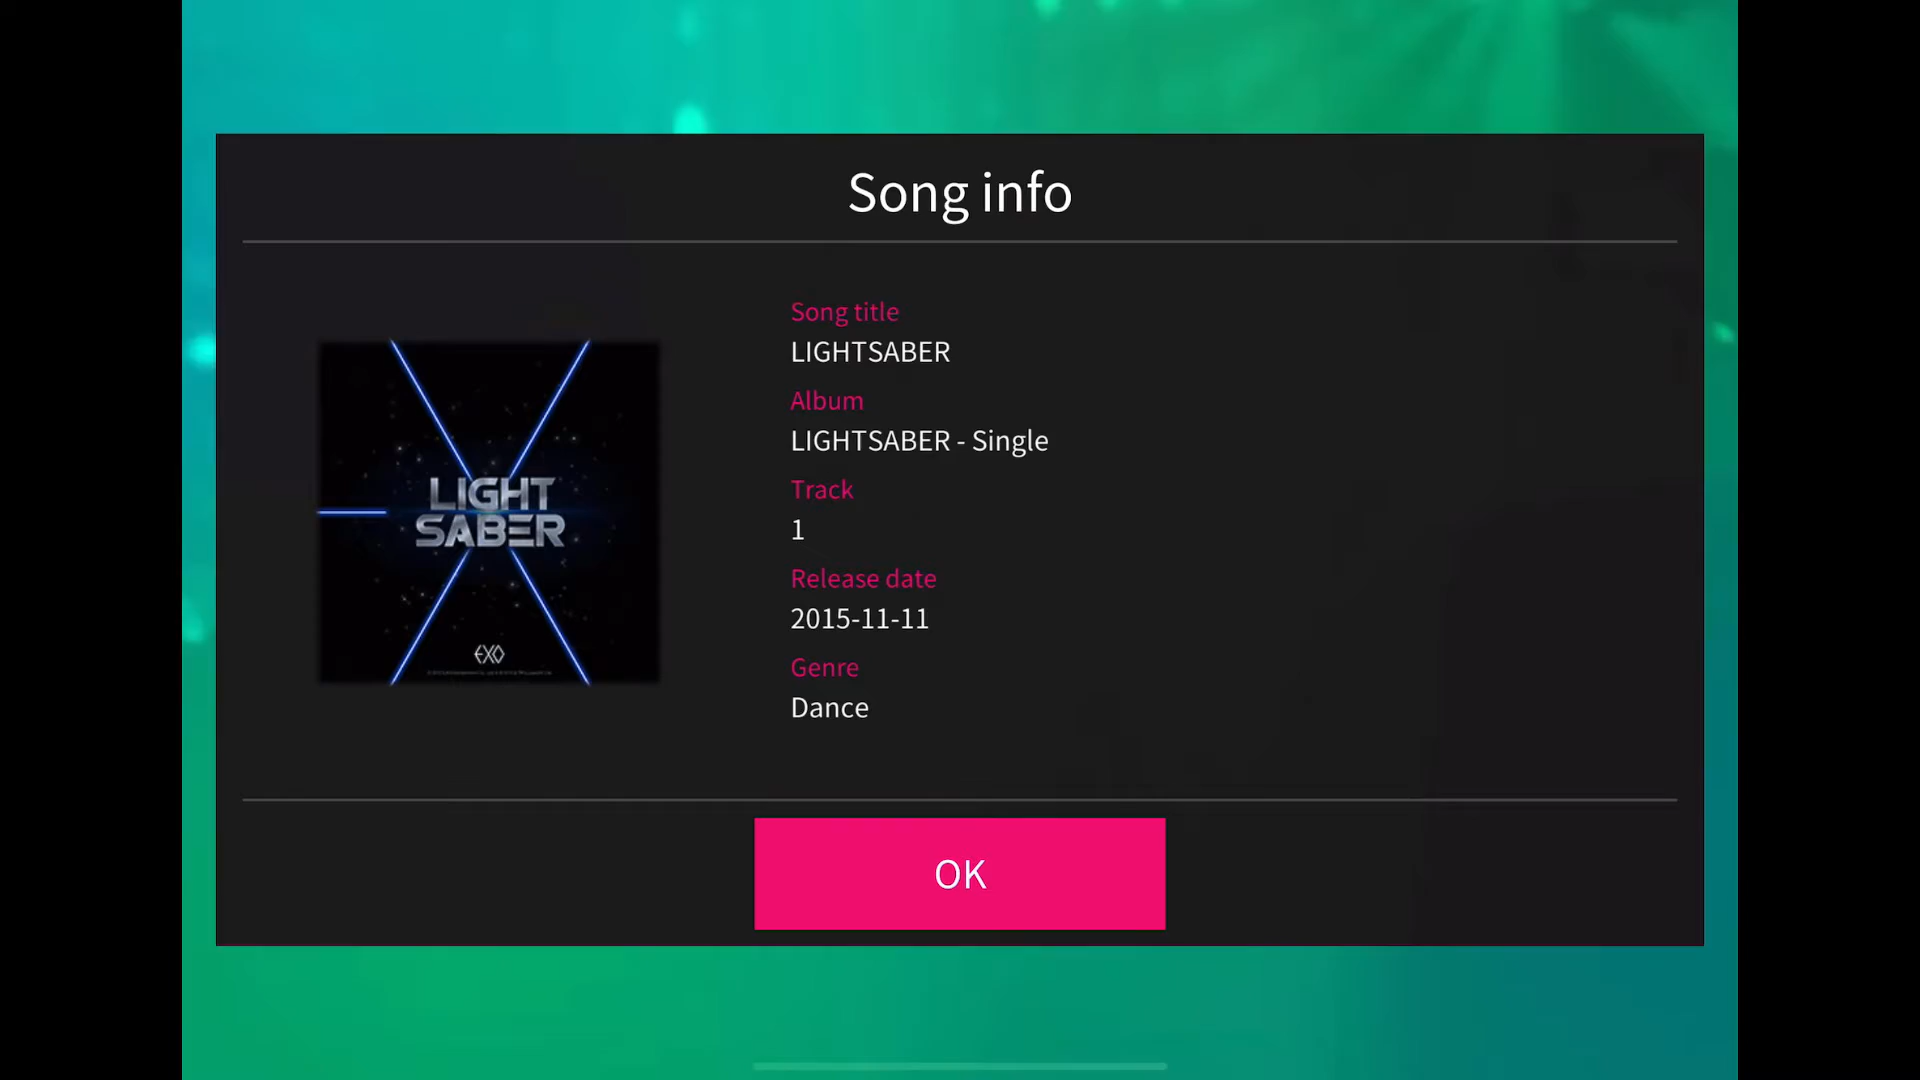 Song info
LIGHT
SABER
EXO
Song title
LIGHTSABER
Album
LIGHTSABER - Single
Track
1
Release date
2015-11-11
Genre
Dance
OK